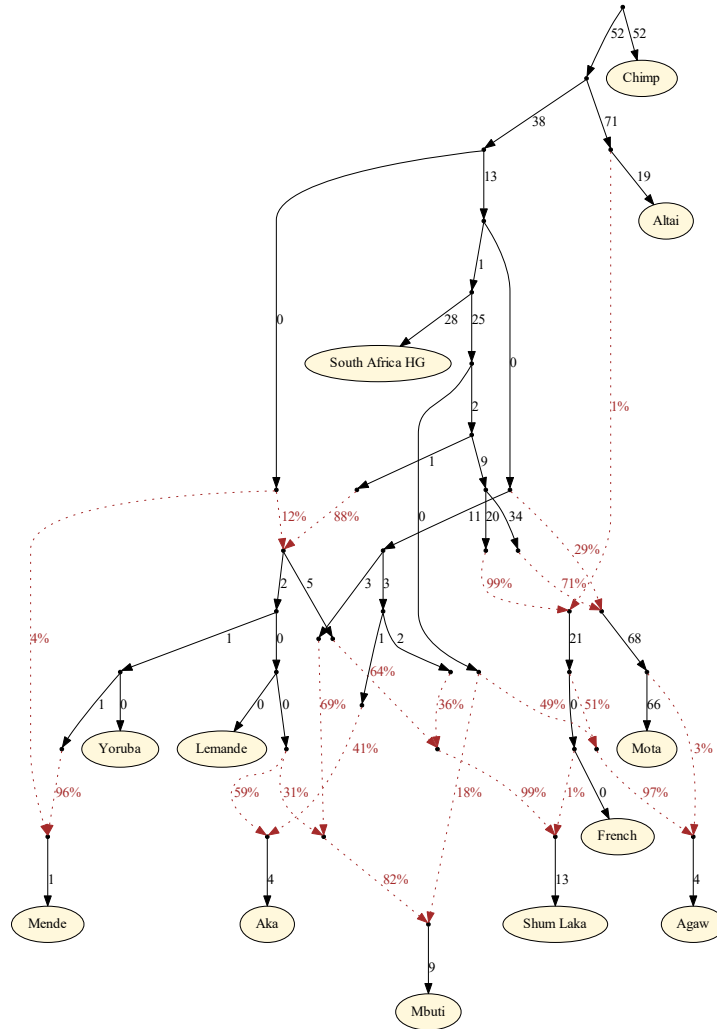 52 52
Chimp
38 71
13 19
Altai
1
28 25
South Africa HG
0 0 1%
2
1 9
12% 88% 0 11 20 34 29%
2 5 3 3 99% 71%
4% 1 0 1 2 64% 21 68
1 0 0 0 69% 36% 49% 0 51% 66
Yoruba Lemande 41% Mota 3%
96% 59% 31% 18% 99% 1% 0 97%
French
1 4 82% 13 4
Mende Aka Shum Laka Agaw
9
Mbuti